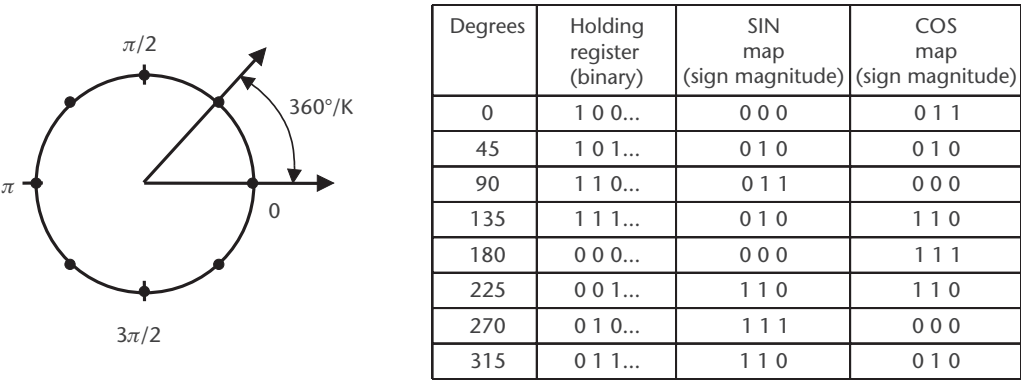 π/2
360°/K
π
0
3π/2
Degrees Holding register (binary) SIN map (sign magnitude) COS map (sign magnitude)
0 1 0 0... 0 0 0 0 1 1
45 1 0 1... 0 1 0 0 1 0
90 1 1 0... 0 1 1 0 0 0
135 1 1 1... 0 1 0 1 1 0
180 0 0 0... 0 0 0 1 1 1
225 0 0 1... 1 1 0 1 1 0
270 0 1 0... 1 1 1 0 0 0
315 0 1 1... 1 1 0 0 1 0